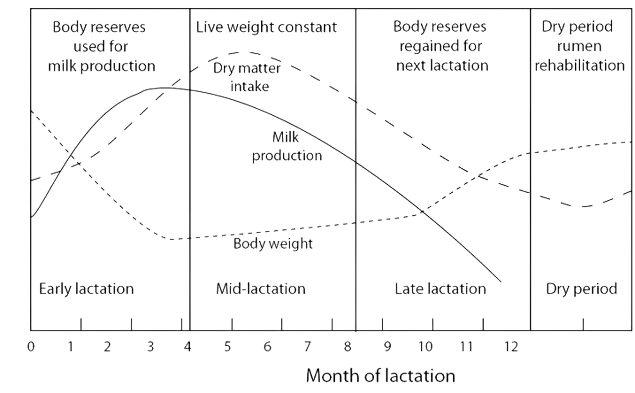 Body reserves
used for
milk production
Live weight constant
Body reserves
regained for
next lactation
Dry period
rumen
rehabilitation
Dry matter
intake
Milk
production
Body weight
Early lactation
Mid-lactation
Late lactation
Dry period
0 1 2 3 4 5 6 7 8 9 10 11 12
Month of lactation